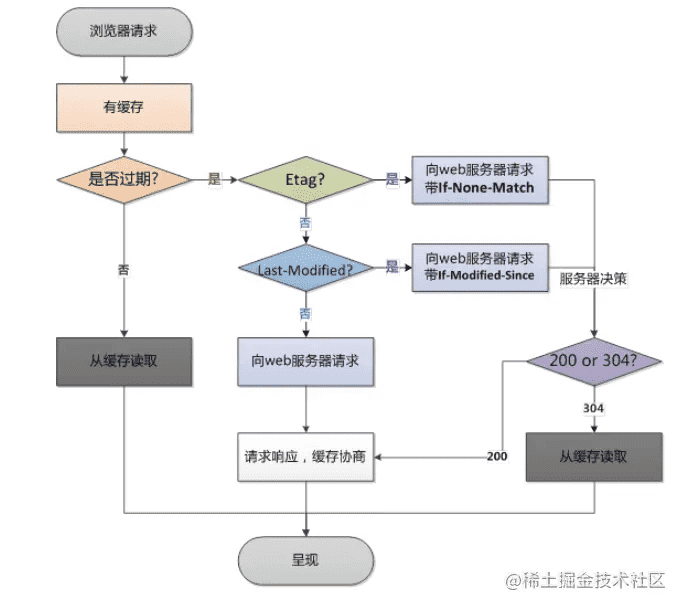 浏览器请求
有缓存
是否过期?
是
Etag?
是
向web服务器请求
带If-None-Match
否
否
Last-Modified?
是
向web服务器请求
带If-Modified-Since
服务器决策
否
从缓存读取
向web服务器请求
200 or 304?
304
请求响应，缓存协商
200
从缓存读取
呈现
@稀土掘金技术社区